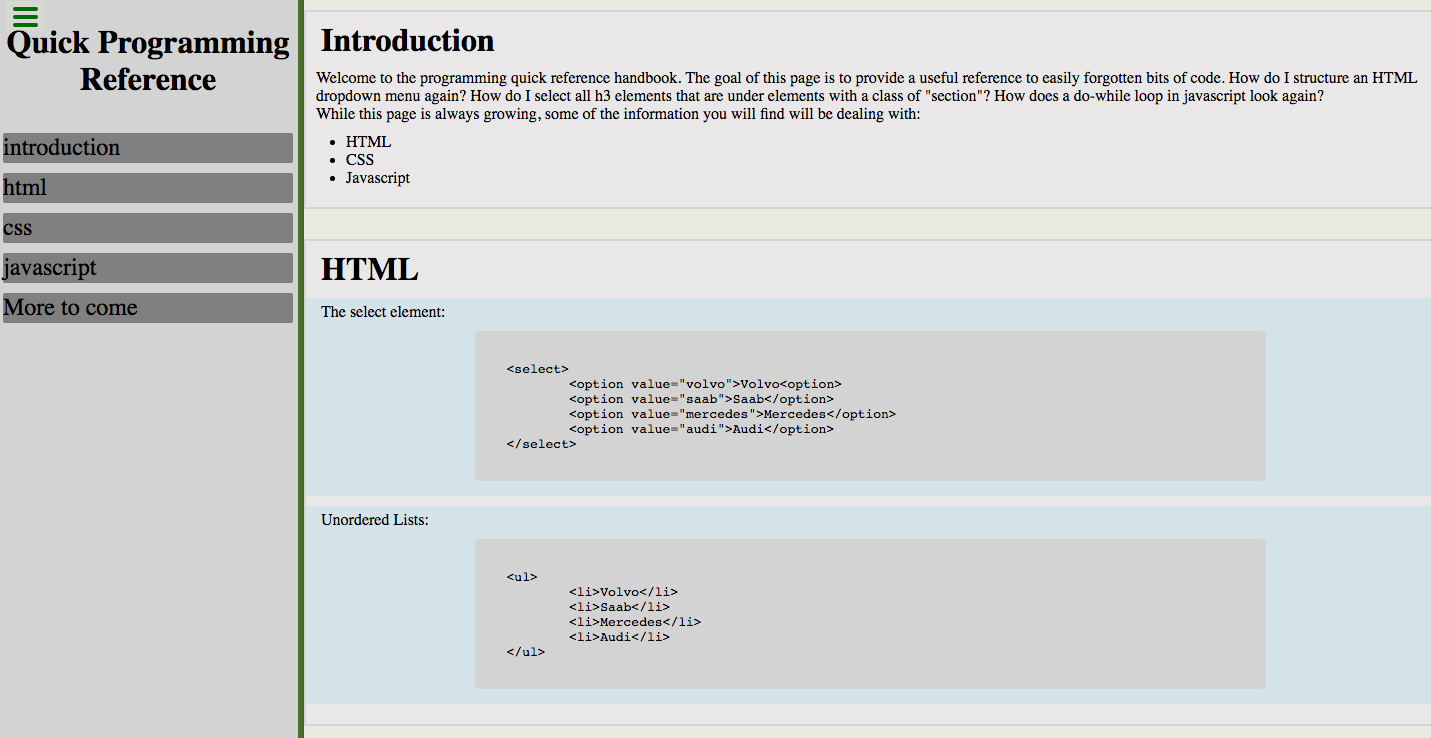 Quick Programming
Reference
introduction
html
css
javascript
More to come
Introduction
Welcome to the programming quick reference handbook. The goal of this page is to provide a useful reference to easily forgotten bits of code. How do I structure an HTML
dropdown menu again? How do I select all h3 elements that are under elements with a class of "section"? How does a do-while loop in javascript look again?
While this page is always growing, some of the information you will find will be dealing with:
• HTML
• CSS
• Javascript
HTML
The select element:
<select>
<option value="volvo">Volvo<option>
<option value="saab">Saab</option>
<option value="mercedes">Mercedes</option>
<option value="audi">Audi</option>
</select>
Unordered Lists:
<ul>
<li>Volvo</li>
<li>Saab</li>
<li>Mercedes</li>
<li>Audi</li>
</ul>